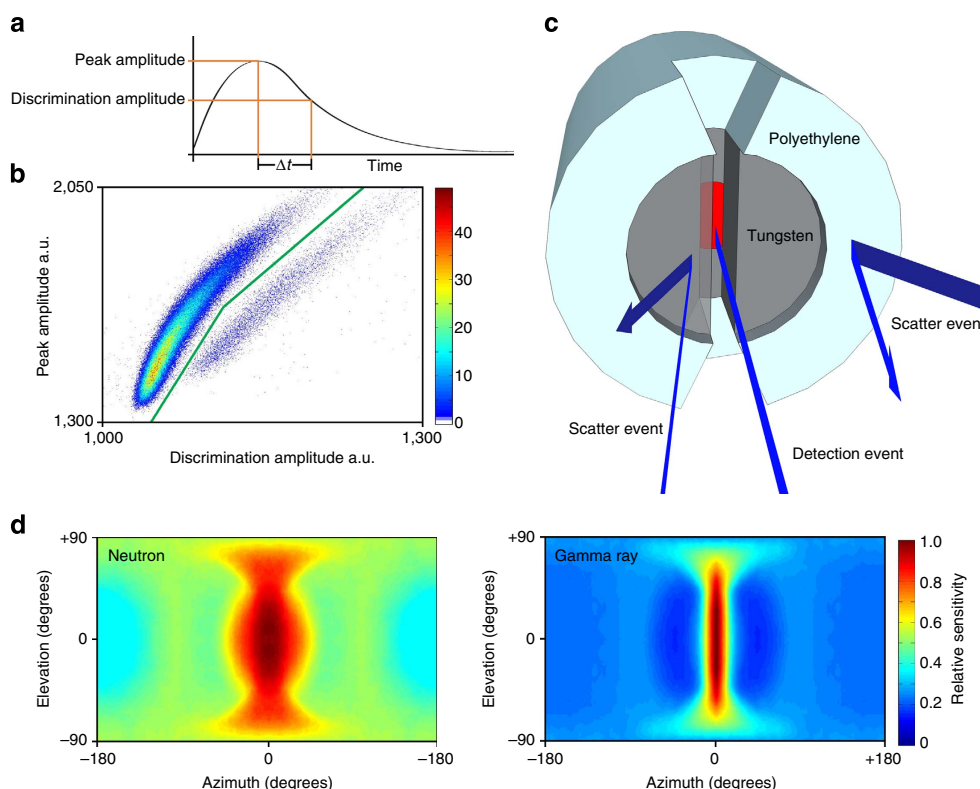 a
Peak amplitude
Discrimination amplitude
Δt
Time
b
2,050
Peak amplitude a.u.
1,300
1,000
1,300
Discrimination amplitude a.u.
40
30
20
10
0
c
Polyethylene
Tungsten
Scatter even
Scatter event
Detection event
d
+90
Neutron
Elevation (degrees)
0
–90
–180
0
–180
Azimuth (degrees)
+90
Gamma ray
Elevation (degrees)
0
–90
–180
0
+180
Azimuth (degrees)
1.0
0.8
0.6
0.4
0.2
0
Relative sensitivity